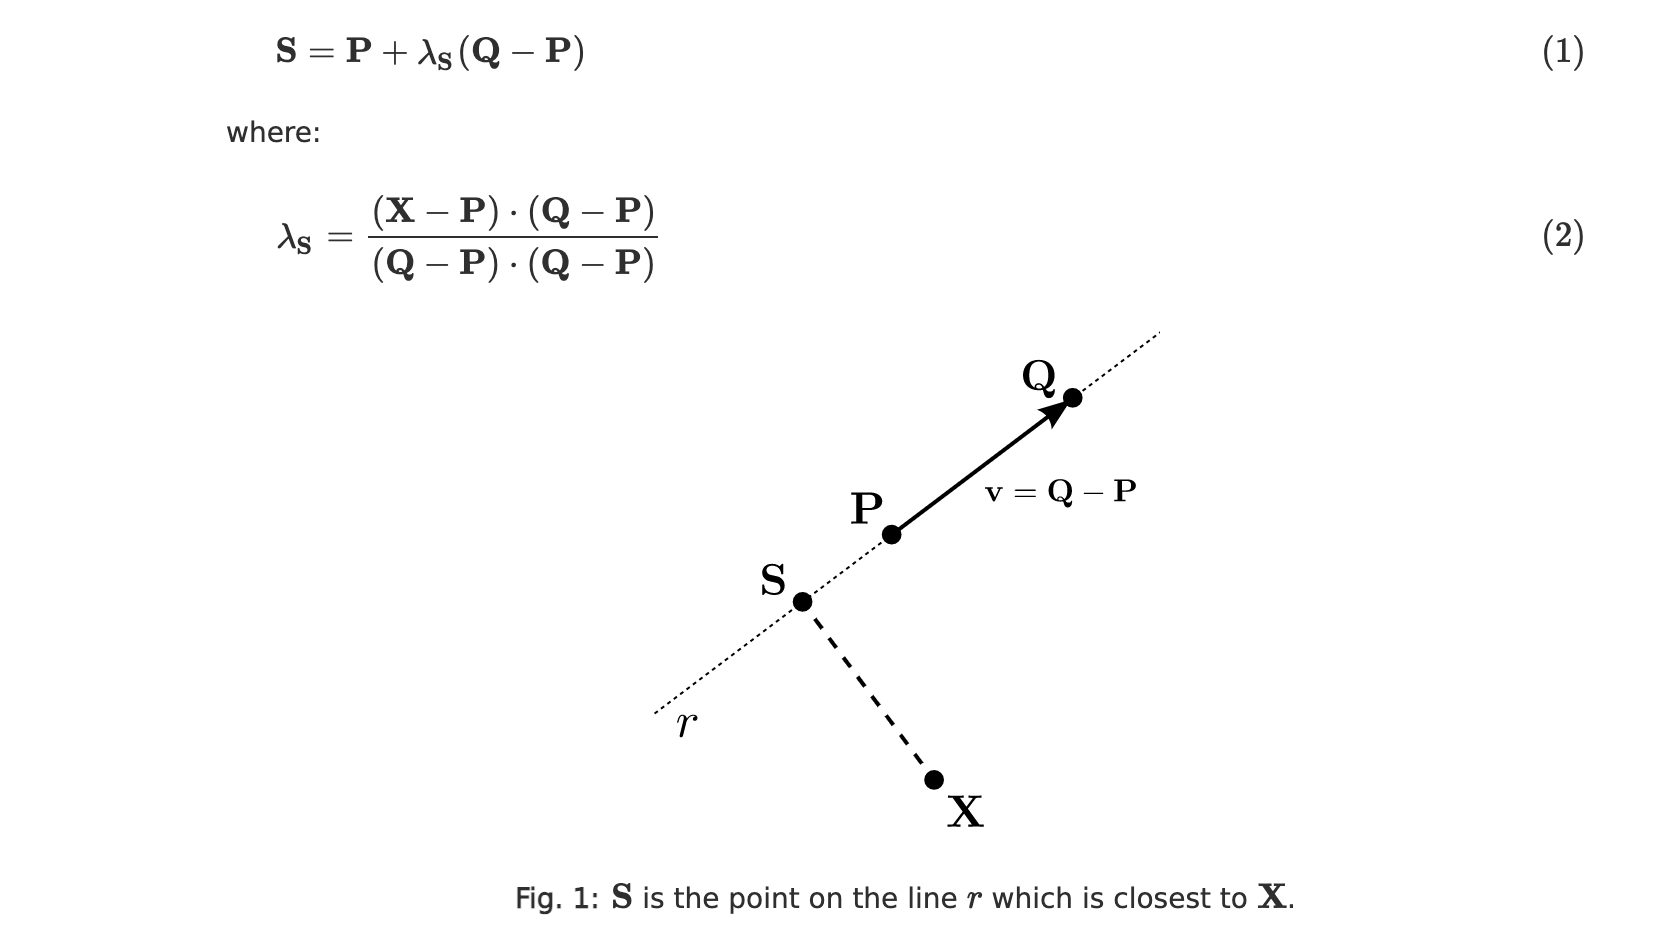 S = P + λ_S(Q − P) (1)
where:
λ_S = (X − P) · (Q − P) / (Q − P) · (Q − P) (2)
Q
v = Q − P
P
S
r
X
Fig. 1: S is the point on the line r which is closest to X.